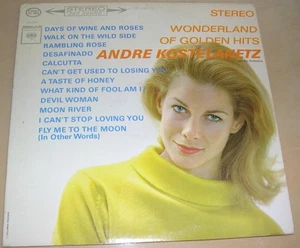 STEREO
STEREO
WONDERLAND
OF GOLDEN HITS
ANDRE KOSTELANETZ
DAYS OF WINE AND ROSES
WALK ON THE WILD SIDE
RAMBLING ROSE
DESAFINADO
CALCUTTA
CAN'T GET USED TO LOSING YOU
A TASTE OF HONEY
WHAT KIND OF FOOL AM I
DEVIL WOMAN
MOON RIVER
I CAN'T STOP LOVING YOU
FLY ME TO THE MOON
(In Other Words)